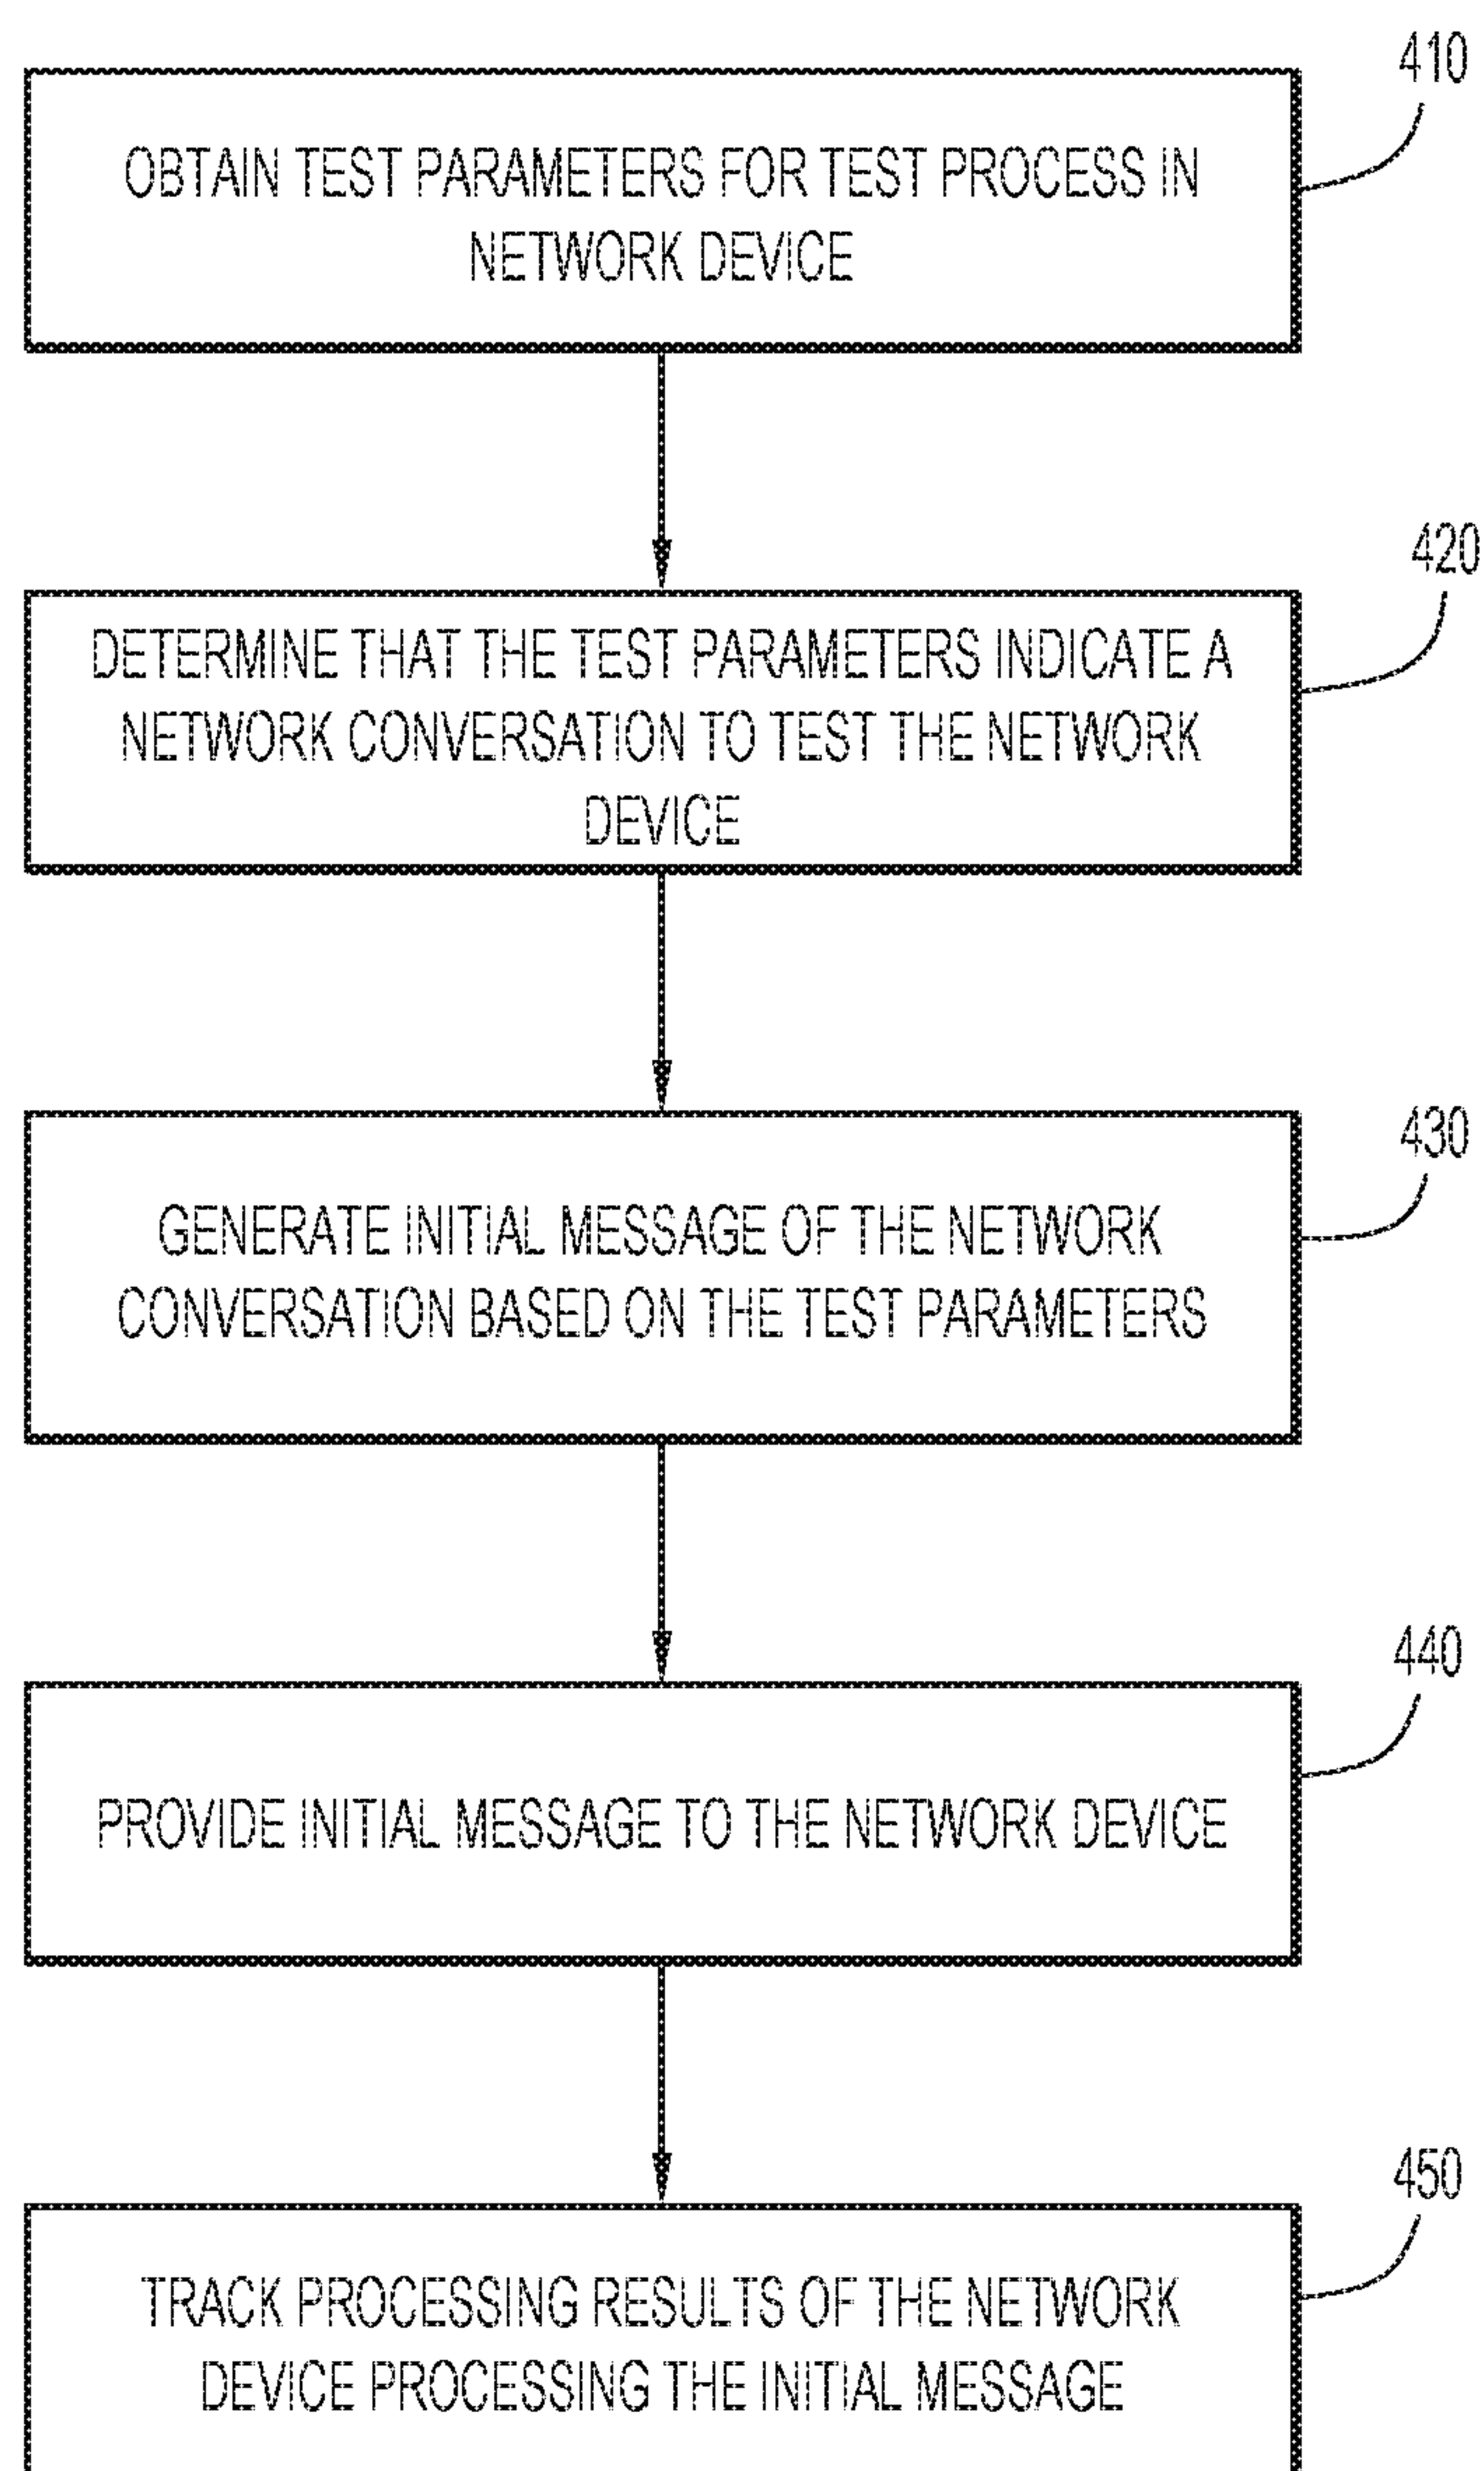 410
OBTAIN TEST PARAMETERS FOR TEST PROCESS IN
NETWORK DEVICE
420
DETERMINE THAT THE TEST PARAMETERS INDICATE A
NETWORK CONVERSATION TO TEST THE NETWORK
DEVICE
430
GENERATE INITIAL MESSAGE OF THE NETWORK
CONVERSATION BASED ON THE TEST PARAMETERS
440
PROVIDE INITIAL MESSAGE TO THE NETWORK DEVICE
450
TRACK PROCESSING RESULTS OF THE NETWORK
DEVICE PROCESSING THE INITIAL MESSAGE